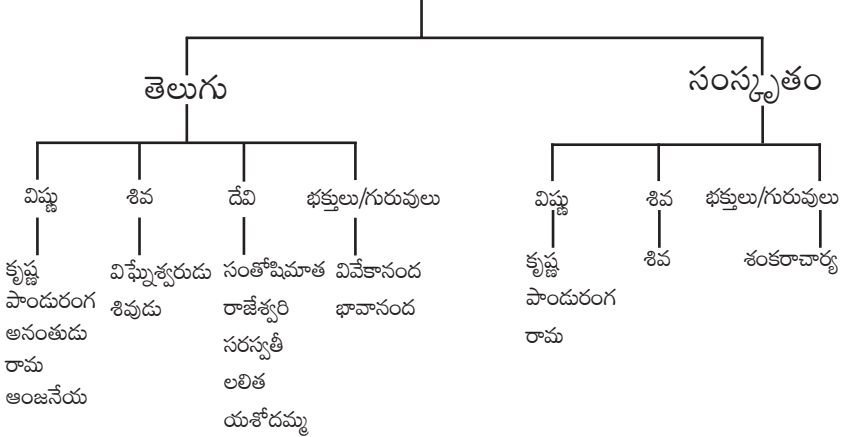 తెలుగు
సంస్కృతం
విష్ణు
శివ
దేవి
భక్తులు/గురువులు
విష్ణు
శివ
భక్తులు/గురువులు
కృష్ణ
పాండురంగ
అనంతుడు
రామ
ఆంజనేయ
విఘ్నేశ్వరుడు
శివుడు
సంతోషిమాత
రాజేశ్వరి
సరస్వతీ
లలిత
యశోదమ్మ
వివేకానంద
భావానంద
కృష్ణ
పాండురంగ
రామ
శివ
శంకరాచార్య